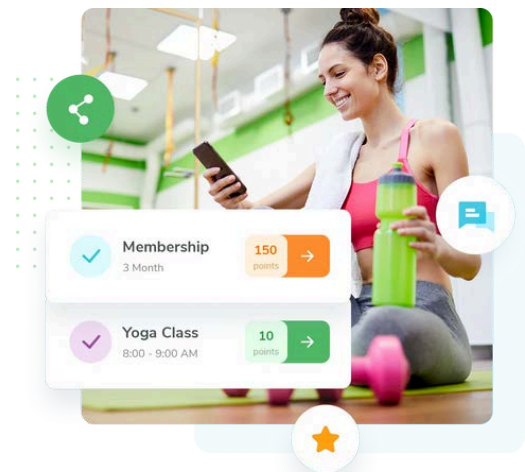 Membership
3 Month
150
points
Yoga Class
8:00 - 9:00 AM
10
points